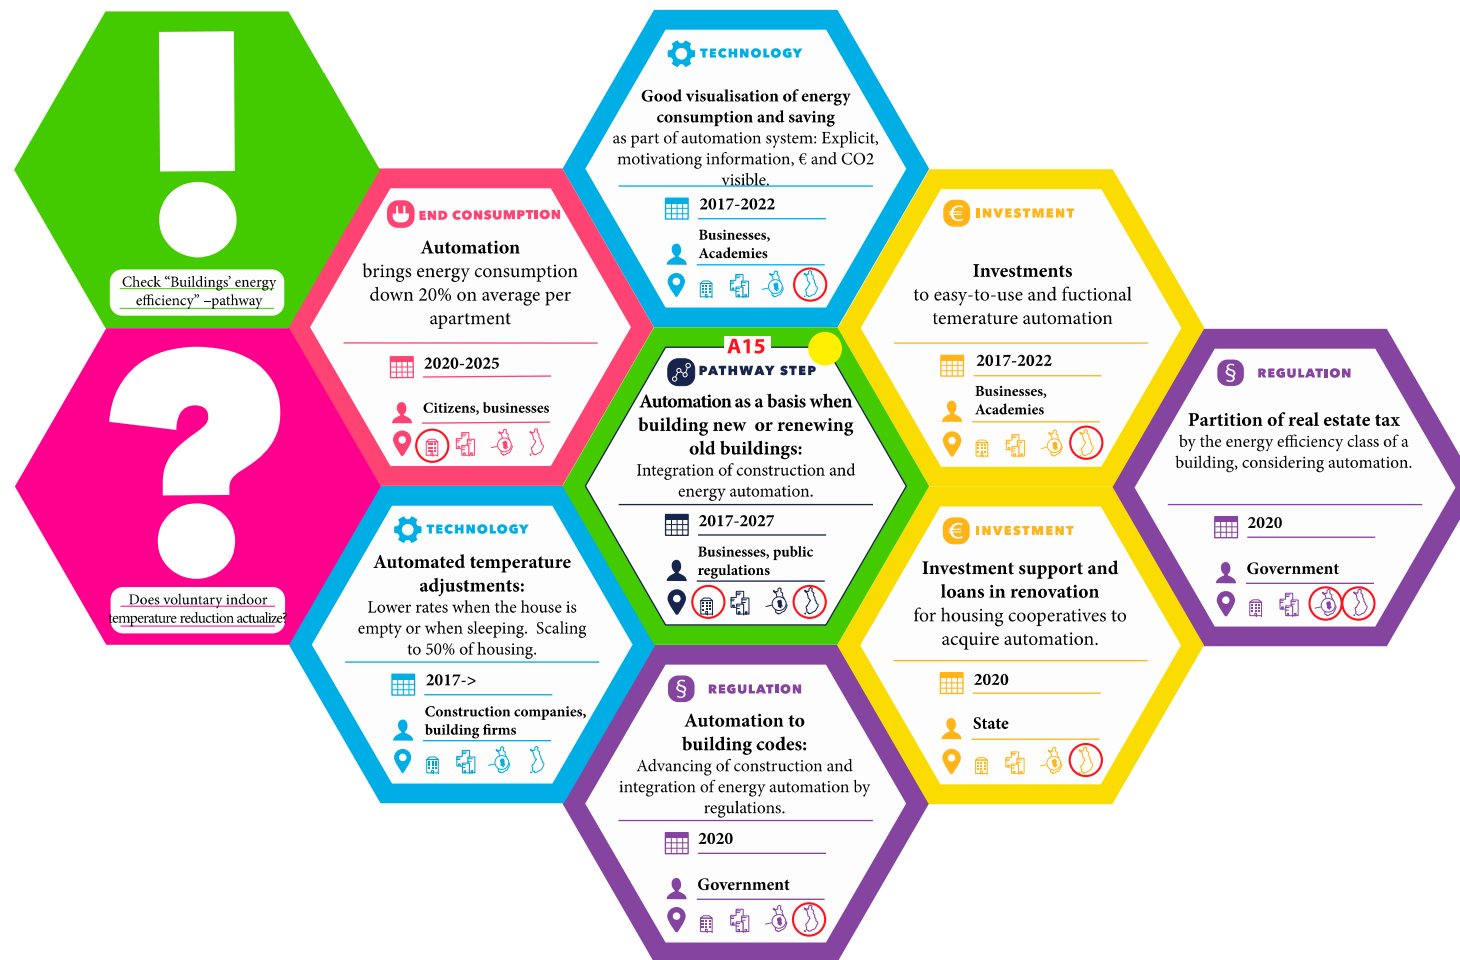 Check “Buildings’ energy
efficiency” –pathway
Does voluntary indoor
temperature reduction actualize?
END CONSUMPTION
Automation
brings energy consumption
down 20% on average per
apartment
2020-2025
Citizens, businesses
TECHNOLOGY
Automated temperature
adjustments:
Lower rates when the house is
empty or when sleeping. Scaling
to 50% of housing.
2017->
Construction companies,
building firms
TECHNOLOGY
Good visualisation of energy
consumption and saving
as part of automation system: Explicit,
motivationg information, € and CO2
visible.
2017-2022
Businesses,
Academies
A15
PATHWAY STEP
Automation as a basis when
building new or renewing
old buildings:
Integration of construction and
energy automation.
2017-2027
Businesses, public
regulations
§ REGULATION
Automation to
building codes:
Advancing of construction and
integration of energy automation by
regulations.
2020
Government
€ INVESTMENT
Investments
to easy-to-use and fuctional
temerature automation
2017-2022
Businesses,
Academies
€ INVESTMENT
Investment support and
loans in renovation
for housing cooperatives to
acquire automation.
2020
State
§ REGULATION
Partition of real estate tax
by the energy efficiency class of a
building, considering automation.
2020
Government